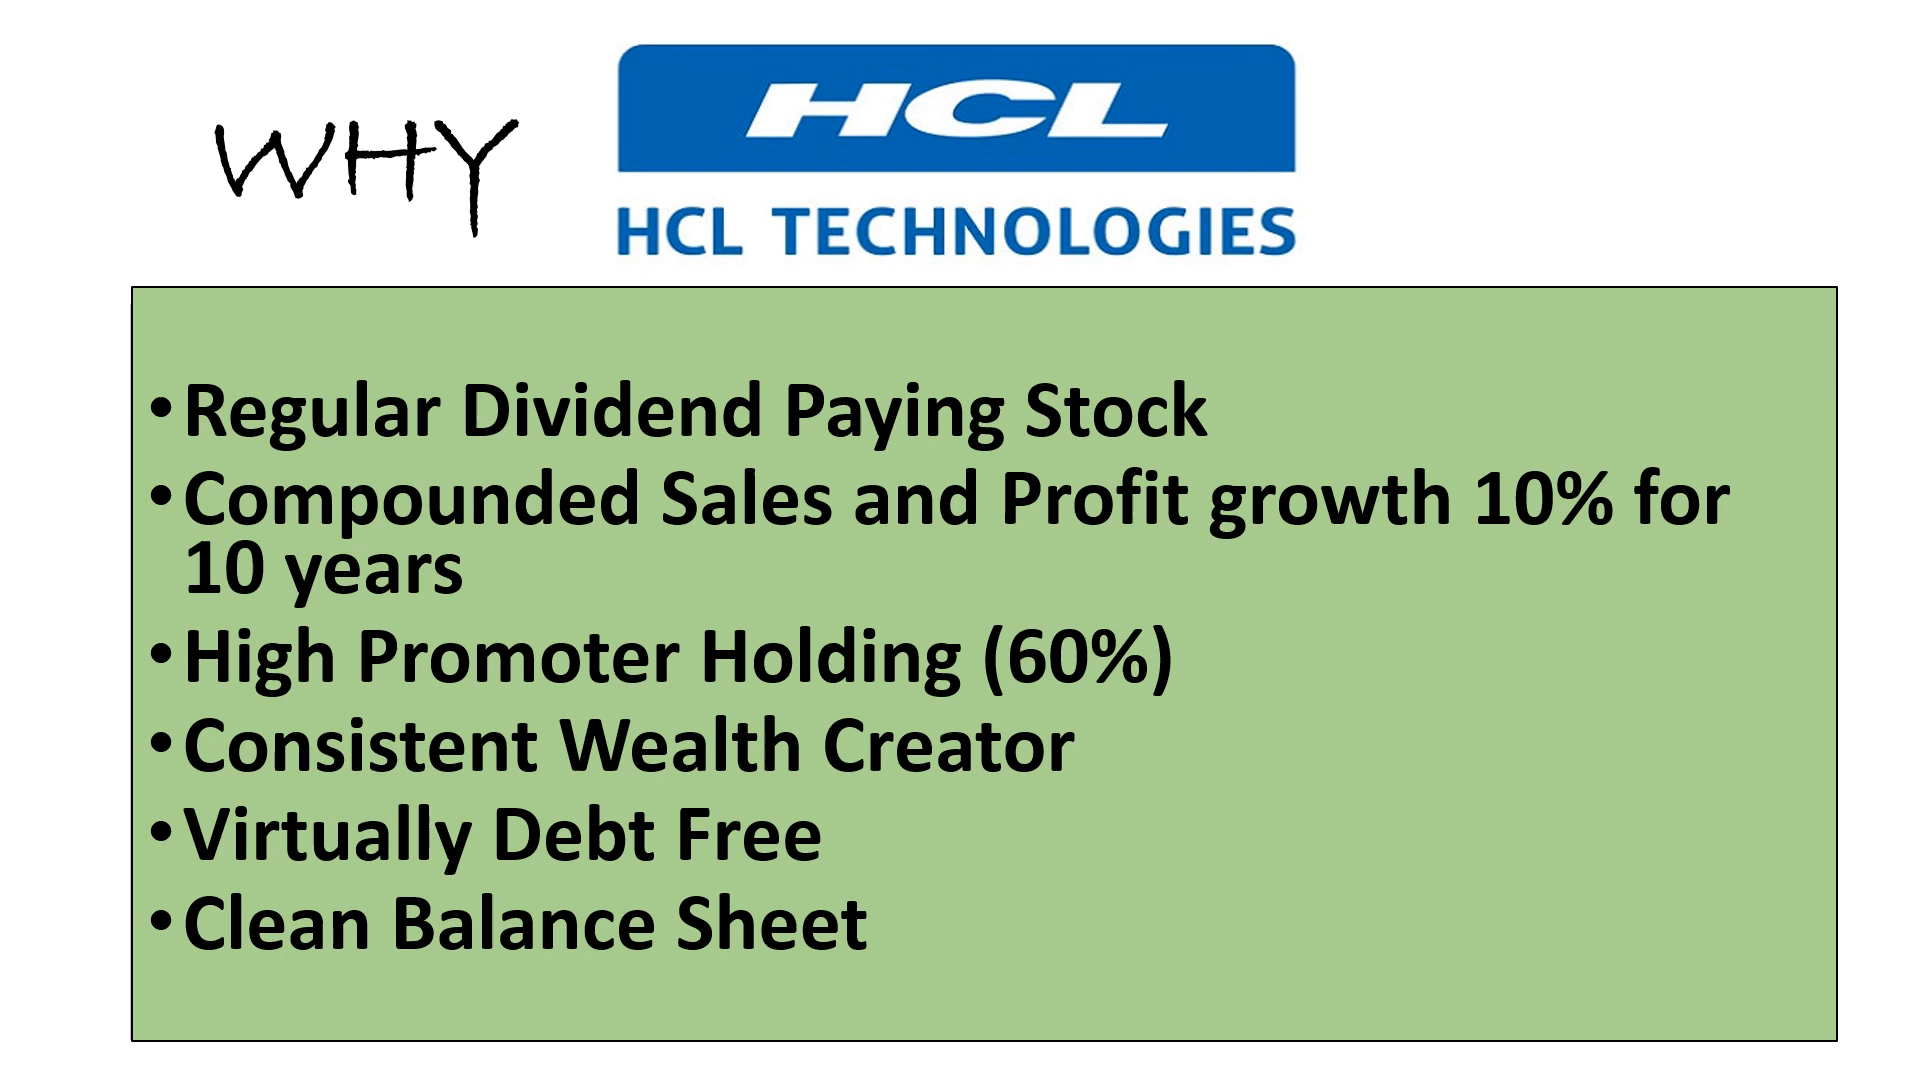 WHY
HCL
HCL TECHNOLOGIES
• Regular Dividend Paying Stock
• Compounded Sales and Profit growth 10% for
10 years
• High Promoter Holding (60%)
• Consistent Wealth Creator
• Virtually Debt Free
• Clean Balance Sheet